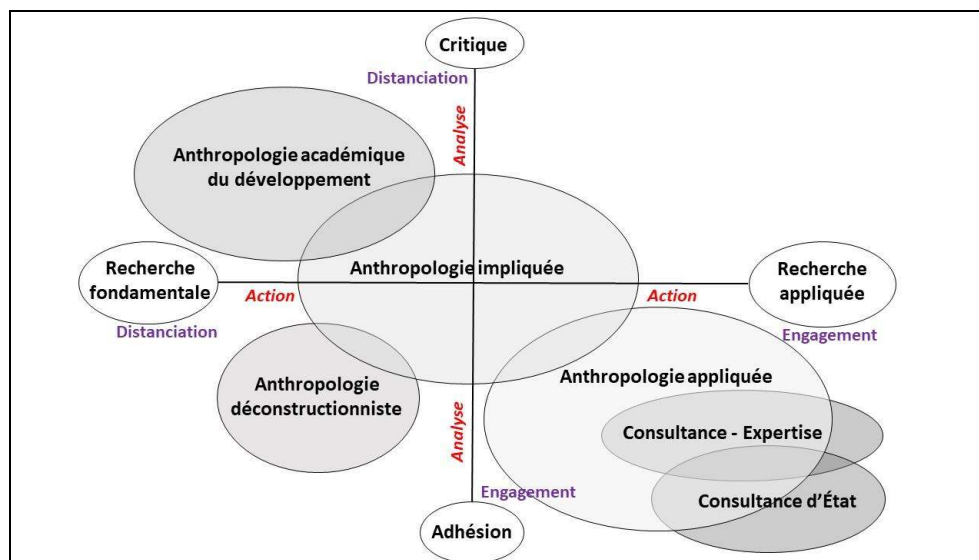 Critique
Distanciation
Analyse
Anthropologie académique
du développement
Anthropologie impliquée
Recherche
fondamentale
Action
Distanciation
Action
Recherche
appliquée
Engagement
Anthropologie
déconstructionniste
Analyse
Anthropologie appliquée
Consultance - Expertise
Consultance d'État
Engagement
Adhésion